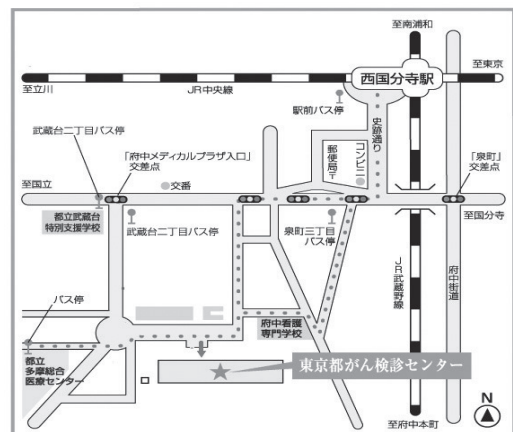 至南浦和
西国分寺駅
至東京
至立川
JR中央線
駅前バス停
史跡通り
武蔵台二丁目バス停
「府中メディカルプラザ入口」
交差点
郵便局〒
コンビニ
「泉町」
交差点
至国立
交番
至国分寺
都立武蔵台
特別支援学校
武蔵台二丁目バス停
泉町三丁目
バス停
JR武蔵野線
府中街道
バス停
府中看護
専門学校
都立
多摩総合
医療センター
東京都がん検診センター
N
至府中本町